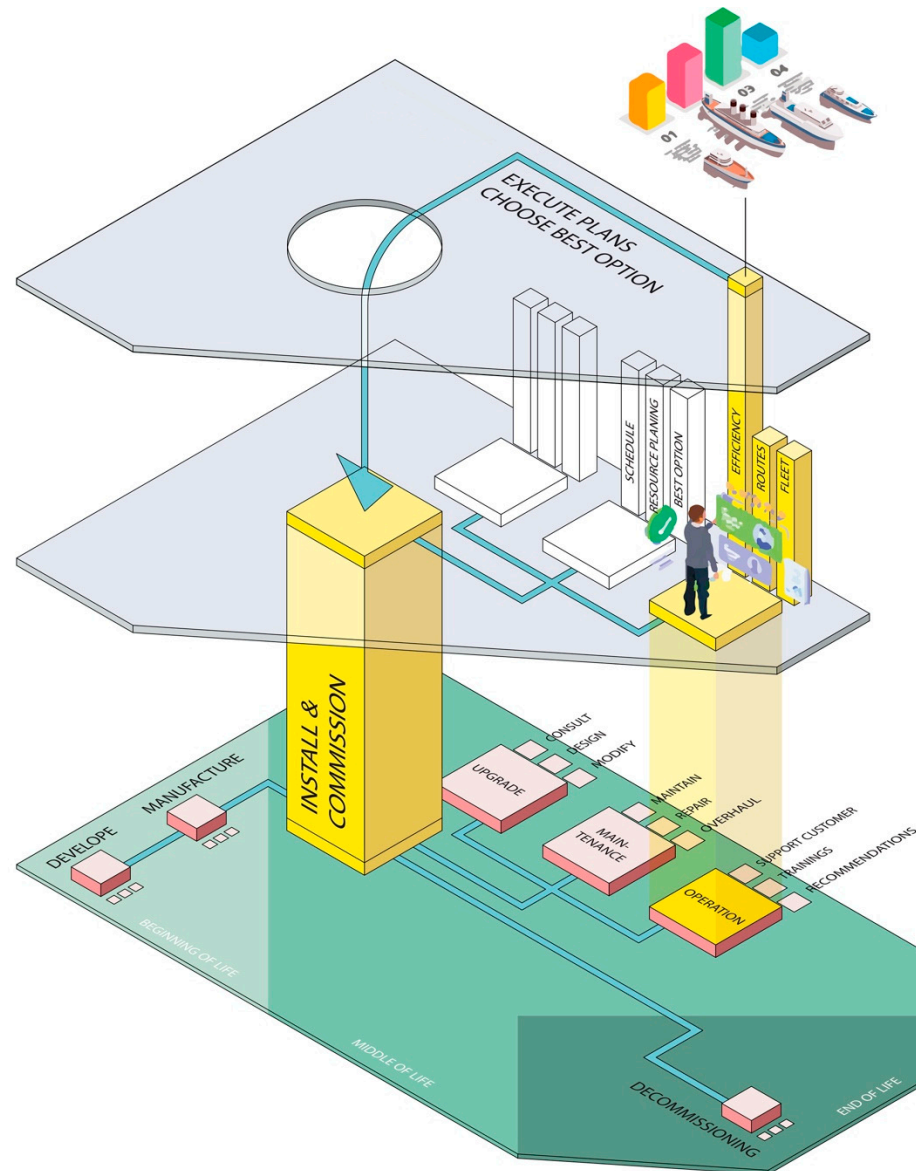 01
03
04
EXECUTE PLANS
CHOOSE BEST OPTION
SCHEDULE
RESOURCE PLANING
BEST OPTION
EFFICIENCY
ROUTES
FLEET
INSTALL &
COMMISSION
CONSULT
DESIGN
MODIFY
UPGRADE
MAINTAIN
REPAIR
OVERHAUL
MAIN-
TENANCE
SUPPORT CUSTOMER
TRAININGS
RECOMMENDATIONS
OPERATION
MANUFACTURE
DEVELOPE
BEGINNING OF LIFE
MIDDLE OF LIFE
END OF LIFE
DECOMMISSIONING